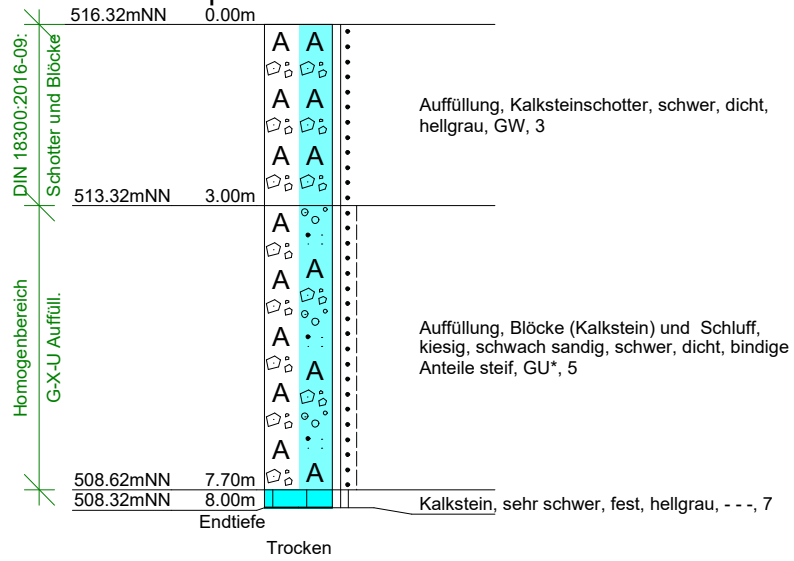 516.32mNN 0.00m
DIN 18300:2016-09:
Schotter und Blöcke
A A
A A
A A
Auffüllung, Kalksteinschotter, schwer, dicht,
hellgrau, GW, 3
513.32mNN 3.00m
Homogenbereich
G-X-U Auffüll.
A
A
A
A
A
A
A
A
Auffüllung, Blöcke (Kalkstein) und Schluff,
kiesig, schwach sandig, schwer, dicht, bindige
Anteile steif, GU*, 5
508.62mNN 7.70m
508.32mNN 8.00m
Kalkstein, sehr schwer, fest, hellgrau, - - -, 7
Endtiefe
Trocken